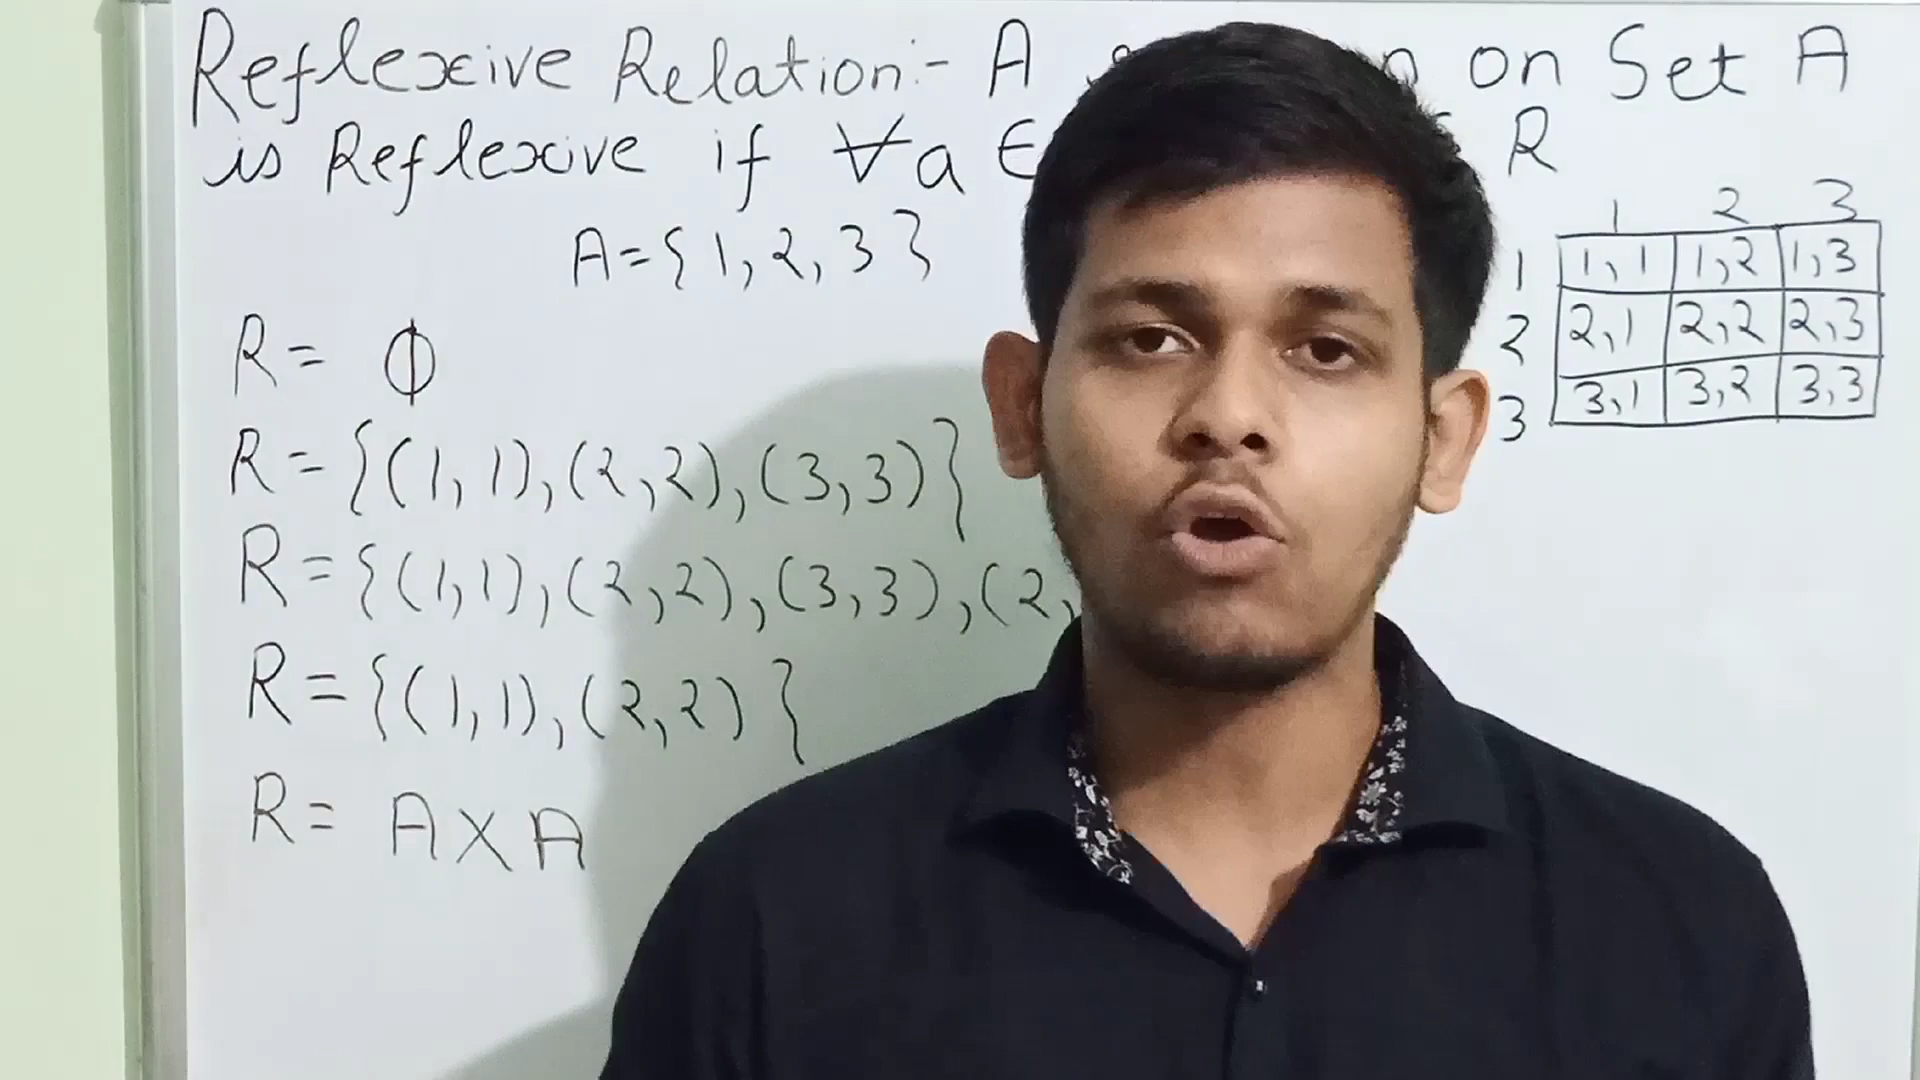 Reflexive Relation:- A on Set A
is Reflexive if ∀a ∈ R
A={1,2,3}
1 2 3
1 1,1 1,2 1,3
2 2,1 2,2 2,3
3 3,1 3,2 3,3
R= ϕ
R={(1,1),(2,2),(3,3)}
R={(1,1),(2,2),(3,3),(2,
R={(1,1),(2,2)}
R= A×A